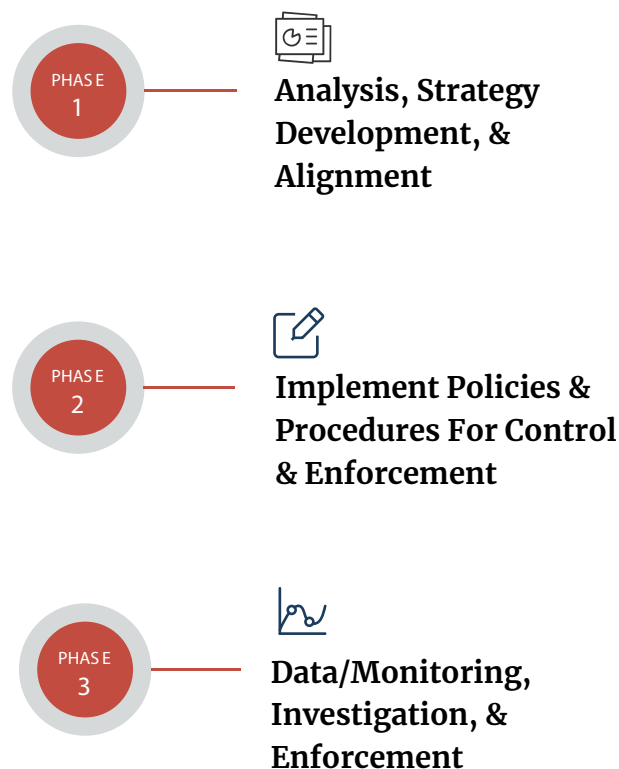 PHASE
1
Analysis, Strategy
Development, &
Alignment
PHASE
2
Implement Policies &
Procedures For Control
& Enforcement
PHASE
3
Data/Monitoring,
Investigation, &
Enforcement